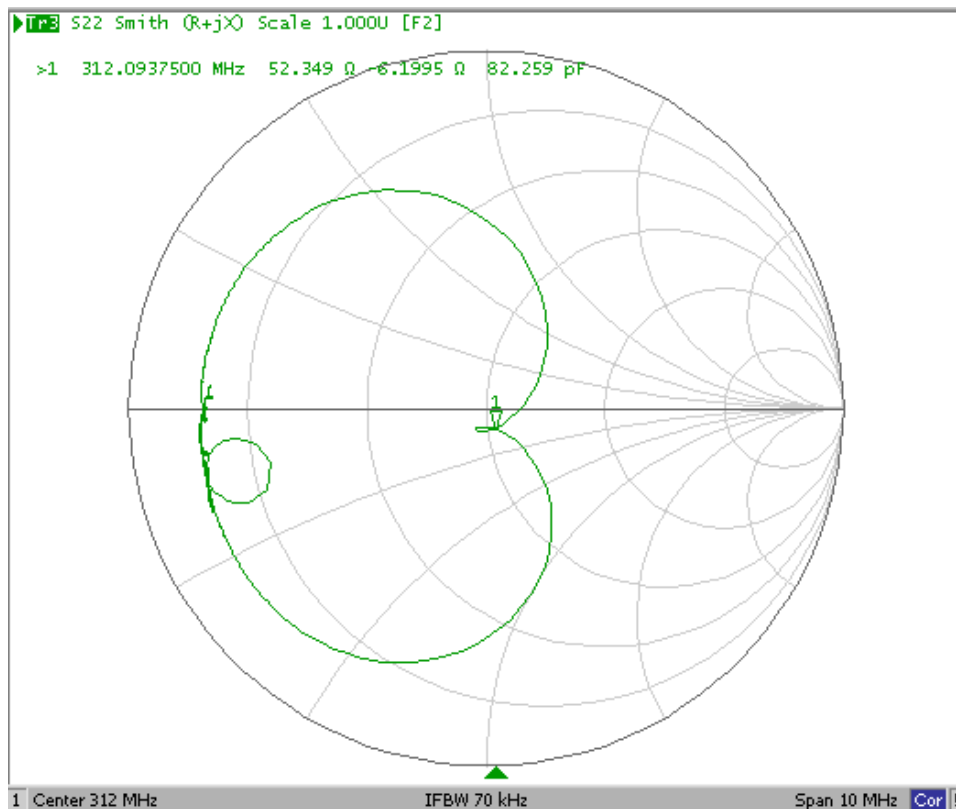 Tr3 S22 Smith (R+jX) Scale 1.000U [F2]
>1 312.0937500 MHz 52.349 Ω -6.1995 Ω 82.259 pF
1
1 Center 312 MHz IFBW 70 kHz Span 10 MHz Cor